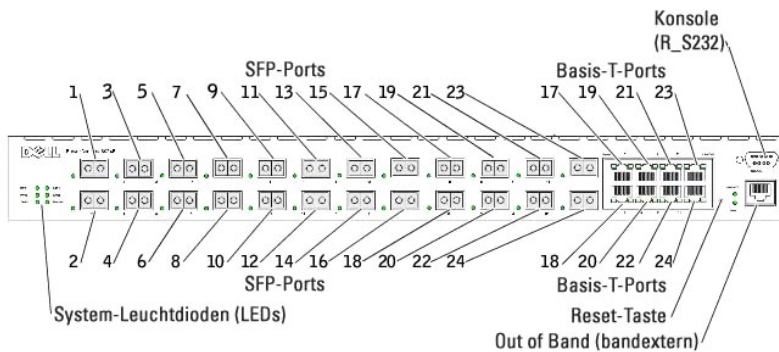 Konsole
(R_S232)
SFP-Ports
Basis-T-Ports
1 3 5 7 9 11 13 15 17 19 21 23 17 19 21 23
DELL
2 4 6 8 10 12 14 16 18 20 22 24 18 20 22 24
SFP-Ports
Basis-T-Ports
System-Leuchtdioden (LEDs)
Reset-Taste
Out of Band (bandextern)